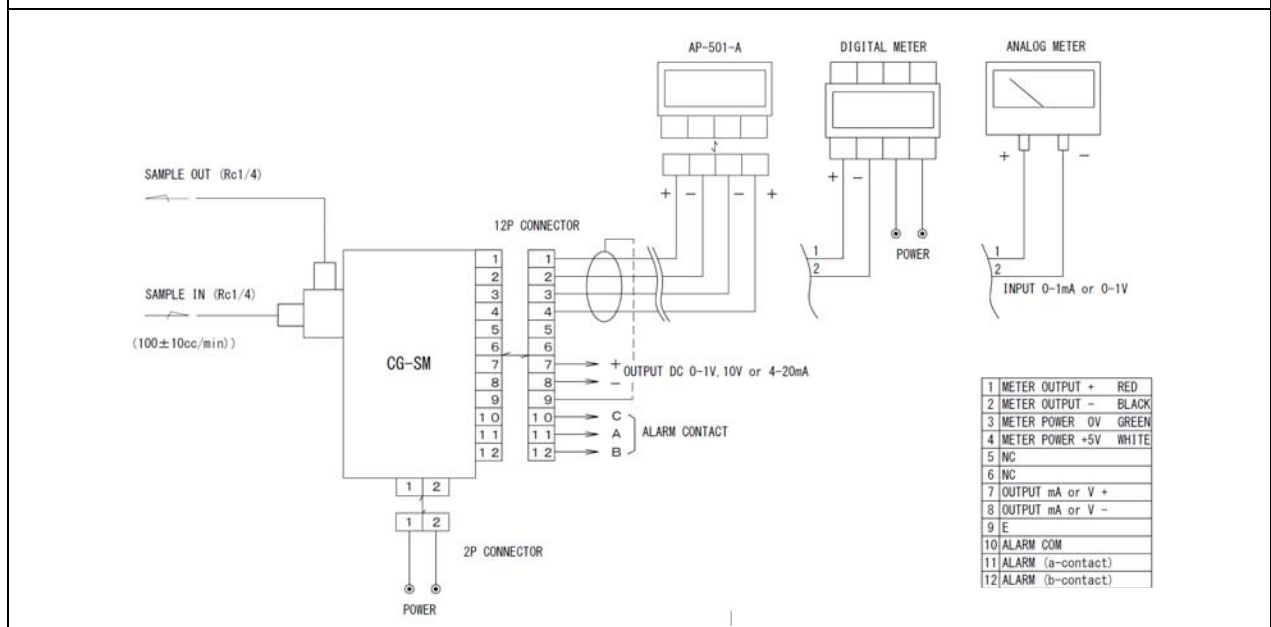 AP-501-A
DIGITAL METER
ANALOG METER
+ - - +
+ -
+ -
SAMPLE OUT (Rc1/4)
12P CONNECTOR
POWER
1
2
1
2
INPUT 0-1mA or 0-1V
SAMPLE IN (Rc1/4)
(100±10cc/min))
CG-SM
1 1
2 2
3 3
4 4
5 5
6 6
7 7 + OUTPUT DC 0-1V, 10V or 4-20mA
8 8 -
9 9
10 10 C
11 11 A ALARM CONTACT
12 12 B
1 2
1 2
2P CONNECTOR
POWER
1 METER OUTPUT + RED
2 METER OUTPUT - BLACK
3 METER POWER 0V GREEN
4 METER POWER +5V WHITE
5 NC
6 NC
7 OUTPUT mA or V +
8 OUTPUT mA or V -
9 E
10 ALARM COM
11 ALARM (a-contact)
12 ALARM (b-contact)